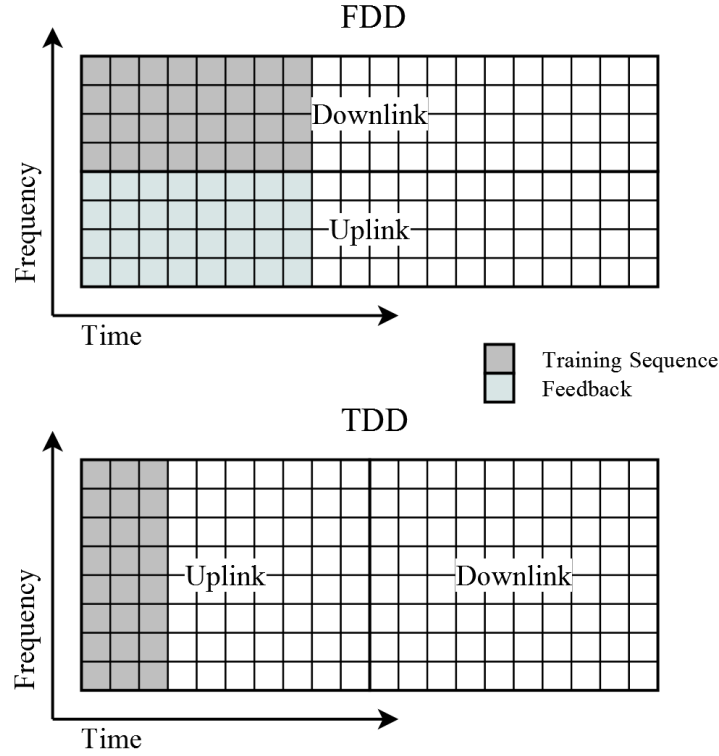 FDD
Downlink
Uplink
Frequency
Time
Training Sequence
Feedback
TDD
Uplink
Downlink
Frequency
Time